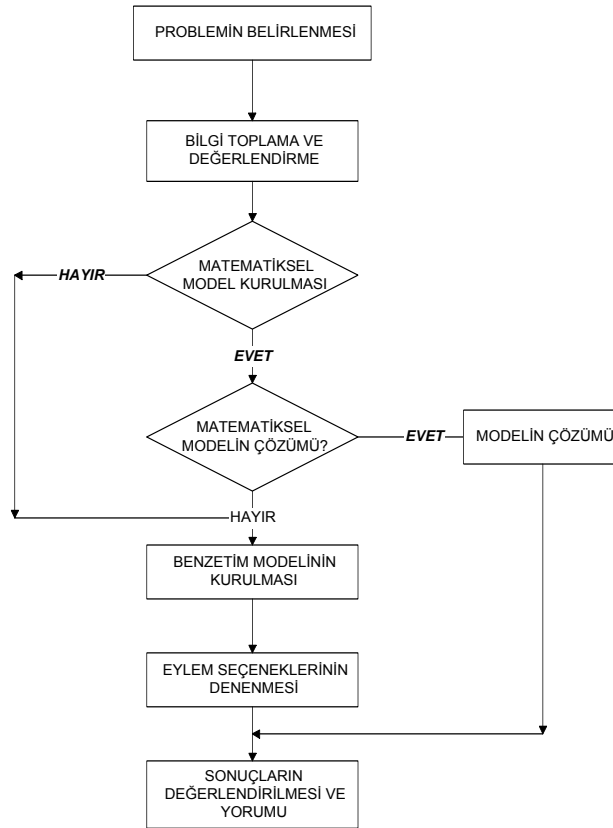 PROBLEMİN BELİRLENMESİ
BİLGİ TOPLAMA VE
DEĞERLENDİRME
MATEMATİKSEL
MODEL KURULMASI
HAYIR
EVET
MATEMATİKSEL
MODELİN ÇÖZÜMÜ?
EVET
MODELİN ÇÖZÜMÜ
HAYIR
BENZETİM MODELİNİN
KURULMASI
EYLEM SEÇENEKLERİNİN
DENENMESİ
SONUÇLARIN
DEĞERLENDİRİLMESİ VE
YORUMU